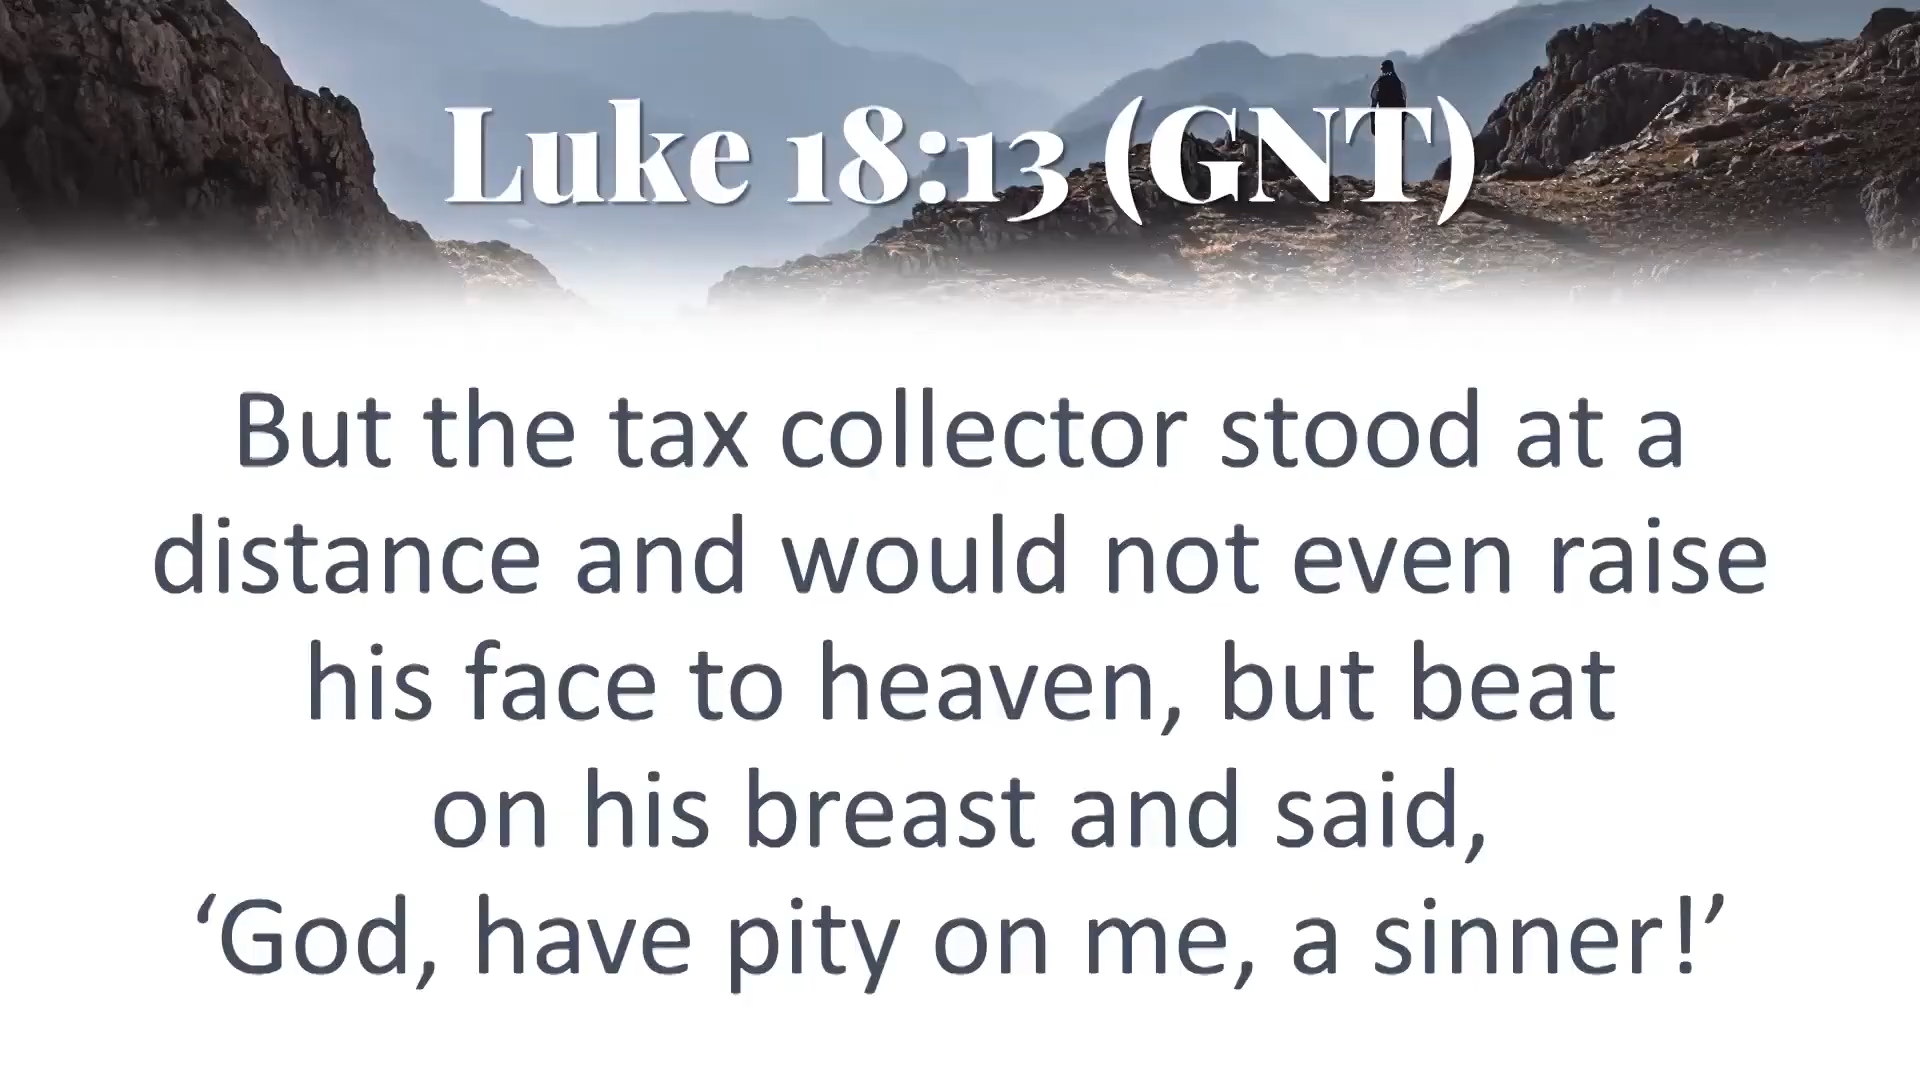 Luke 18:13 (GNT)
But the tax collector stood at a
distance and would not even raise
his face to heaven, but beat
on his breast and said,
‘God, have pity on me, a sinner!’